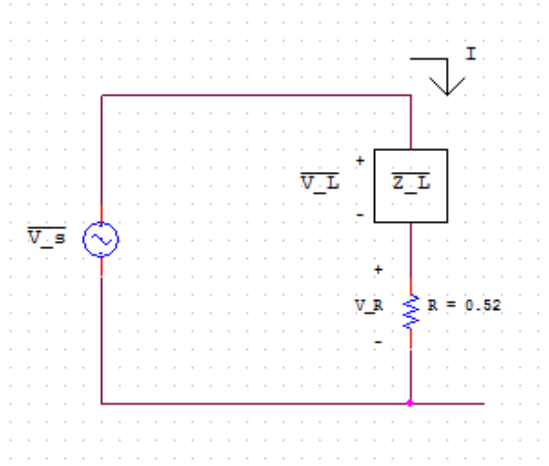 I
+
V_L
Z_L
-
V_s
+
V_R
R = 0.52
-